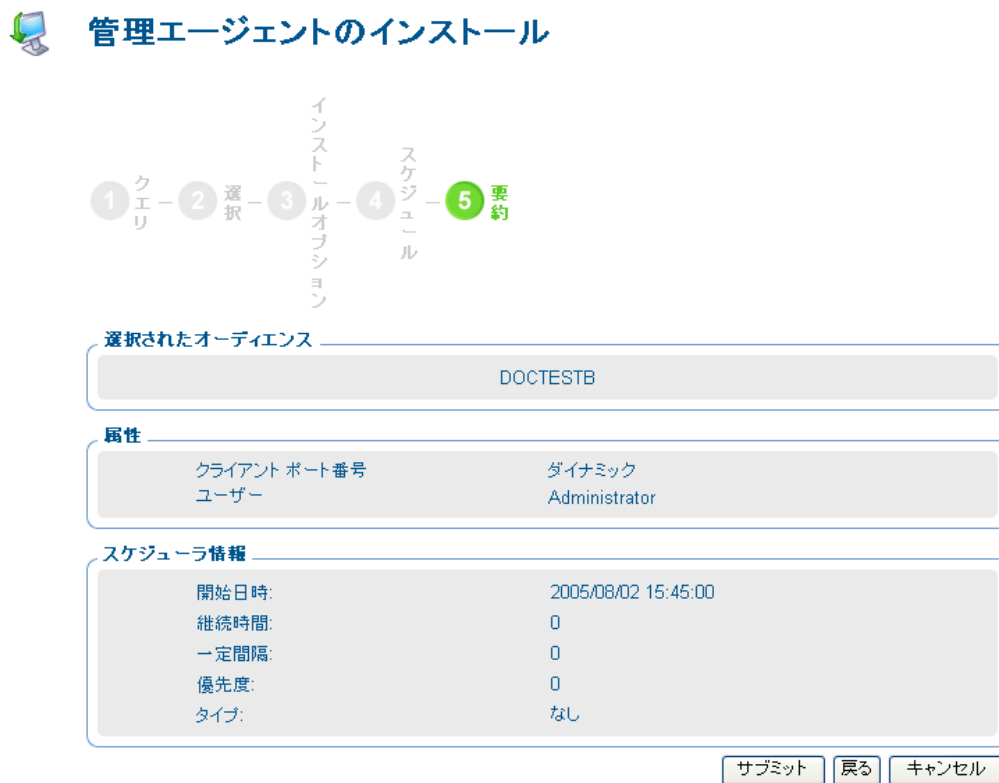 管理エージェントのインストール
1 クエリ – 2 選択 – 3 インストールオプション – 4 スケジュール – 5 要約
選択されたオーディエンス
DOCTESTB
属性
クライアント ポート番号 ダイナミック
ユーザー Administrator
スケジューラ情報
開始日時: 2005/08/02 15:45:00
継続時間: 0
一定間隔: 0
優先度: 0
タイプ: なし
サブミット 戻る キャンセル